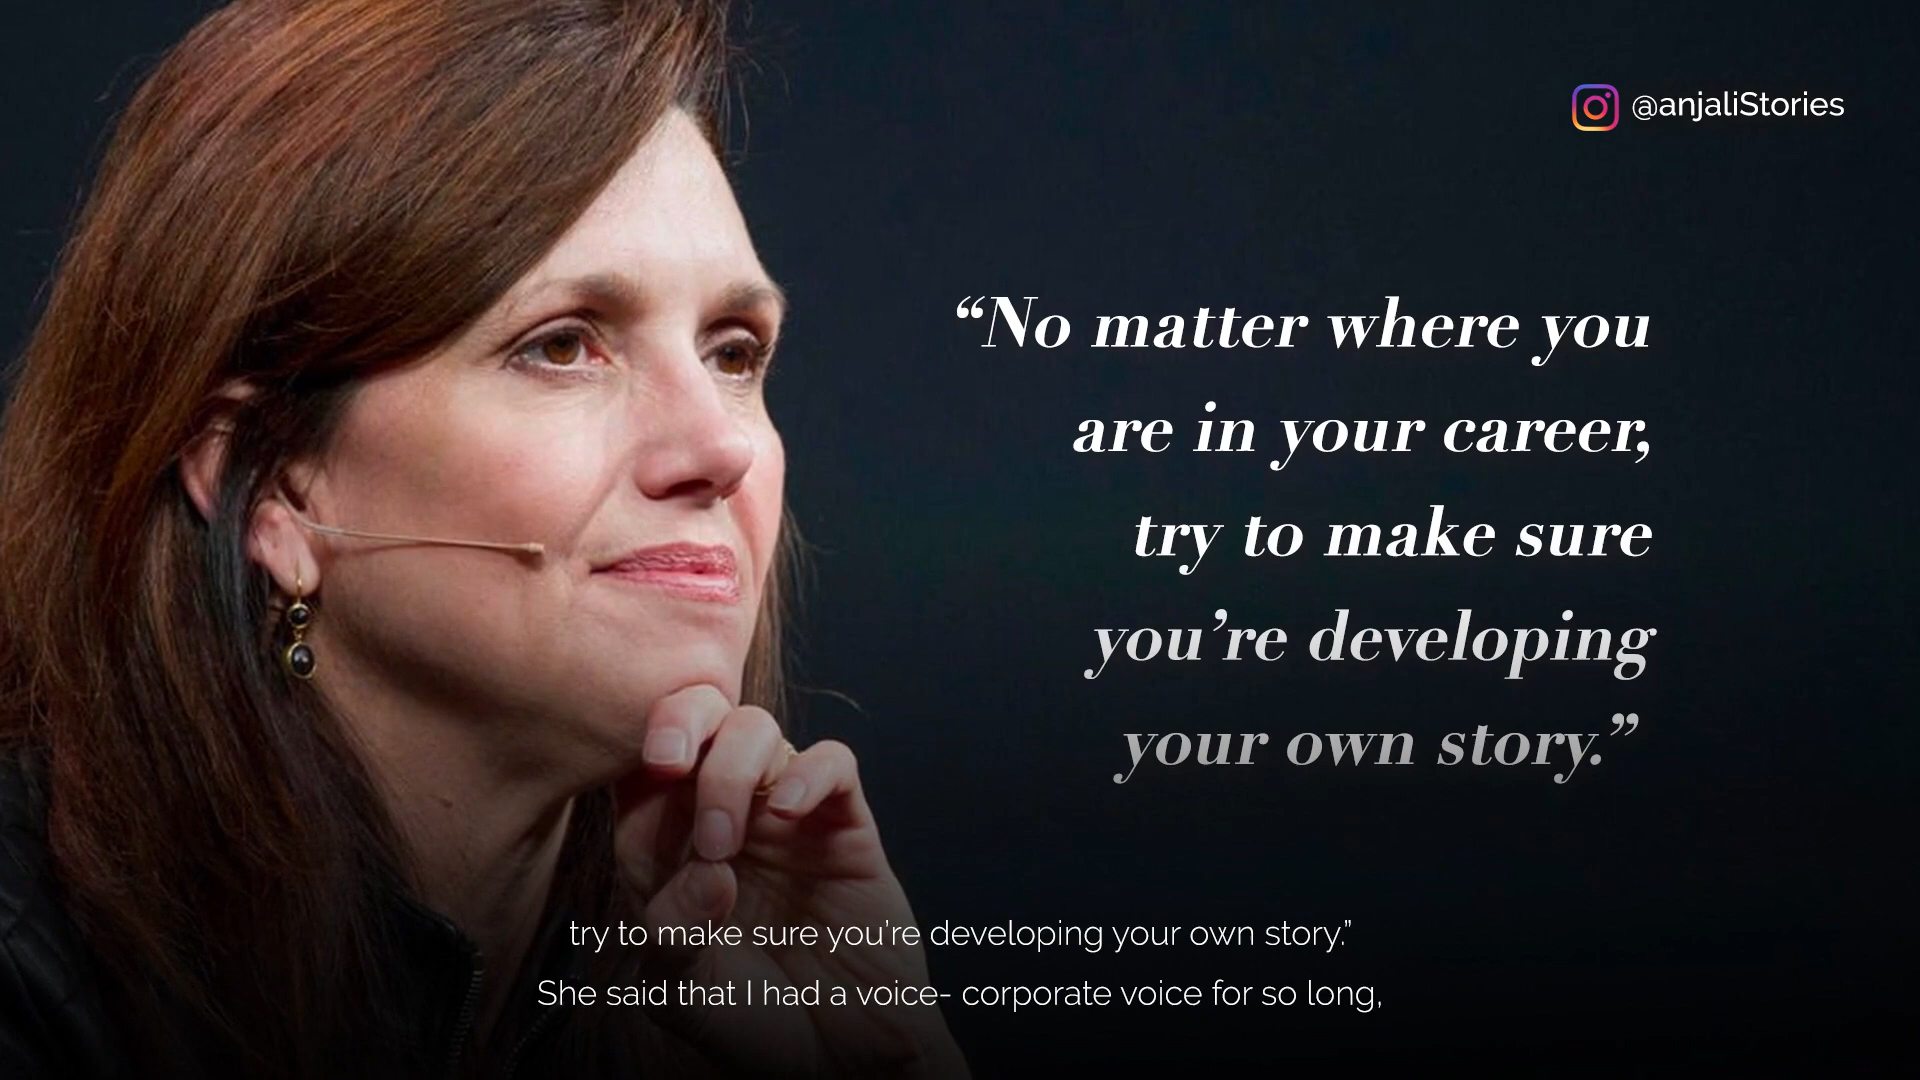 @anjaliStories
“No matter where you
are in your career,
try to make sure
you’re developing
your own story.”
try to make sure you’re developing your own story.”
She said that I had a voice- corporate voice for so long,